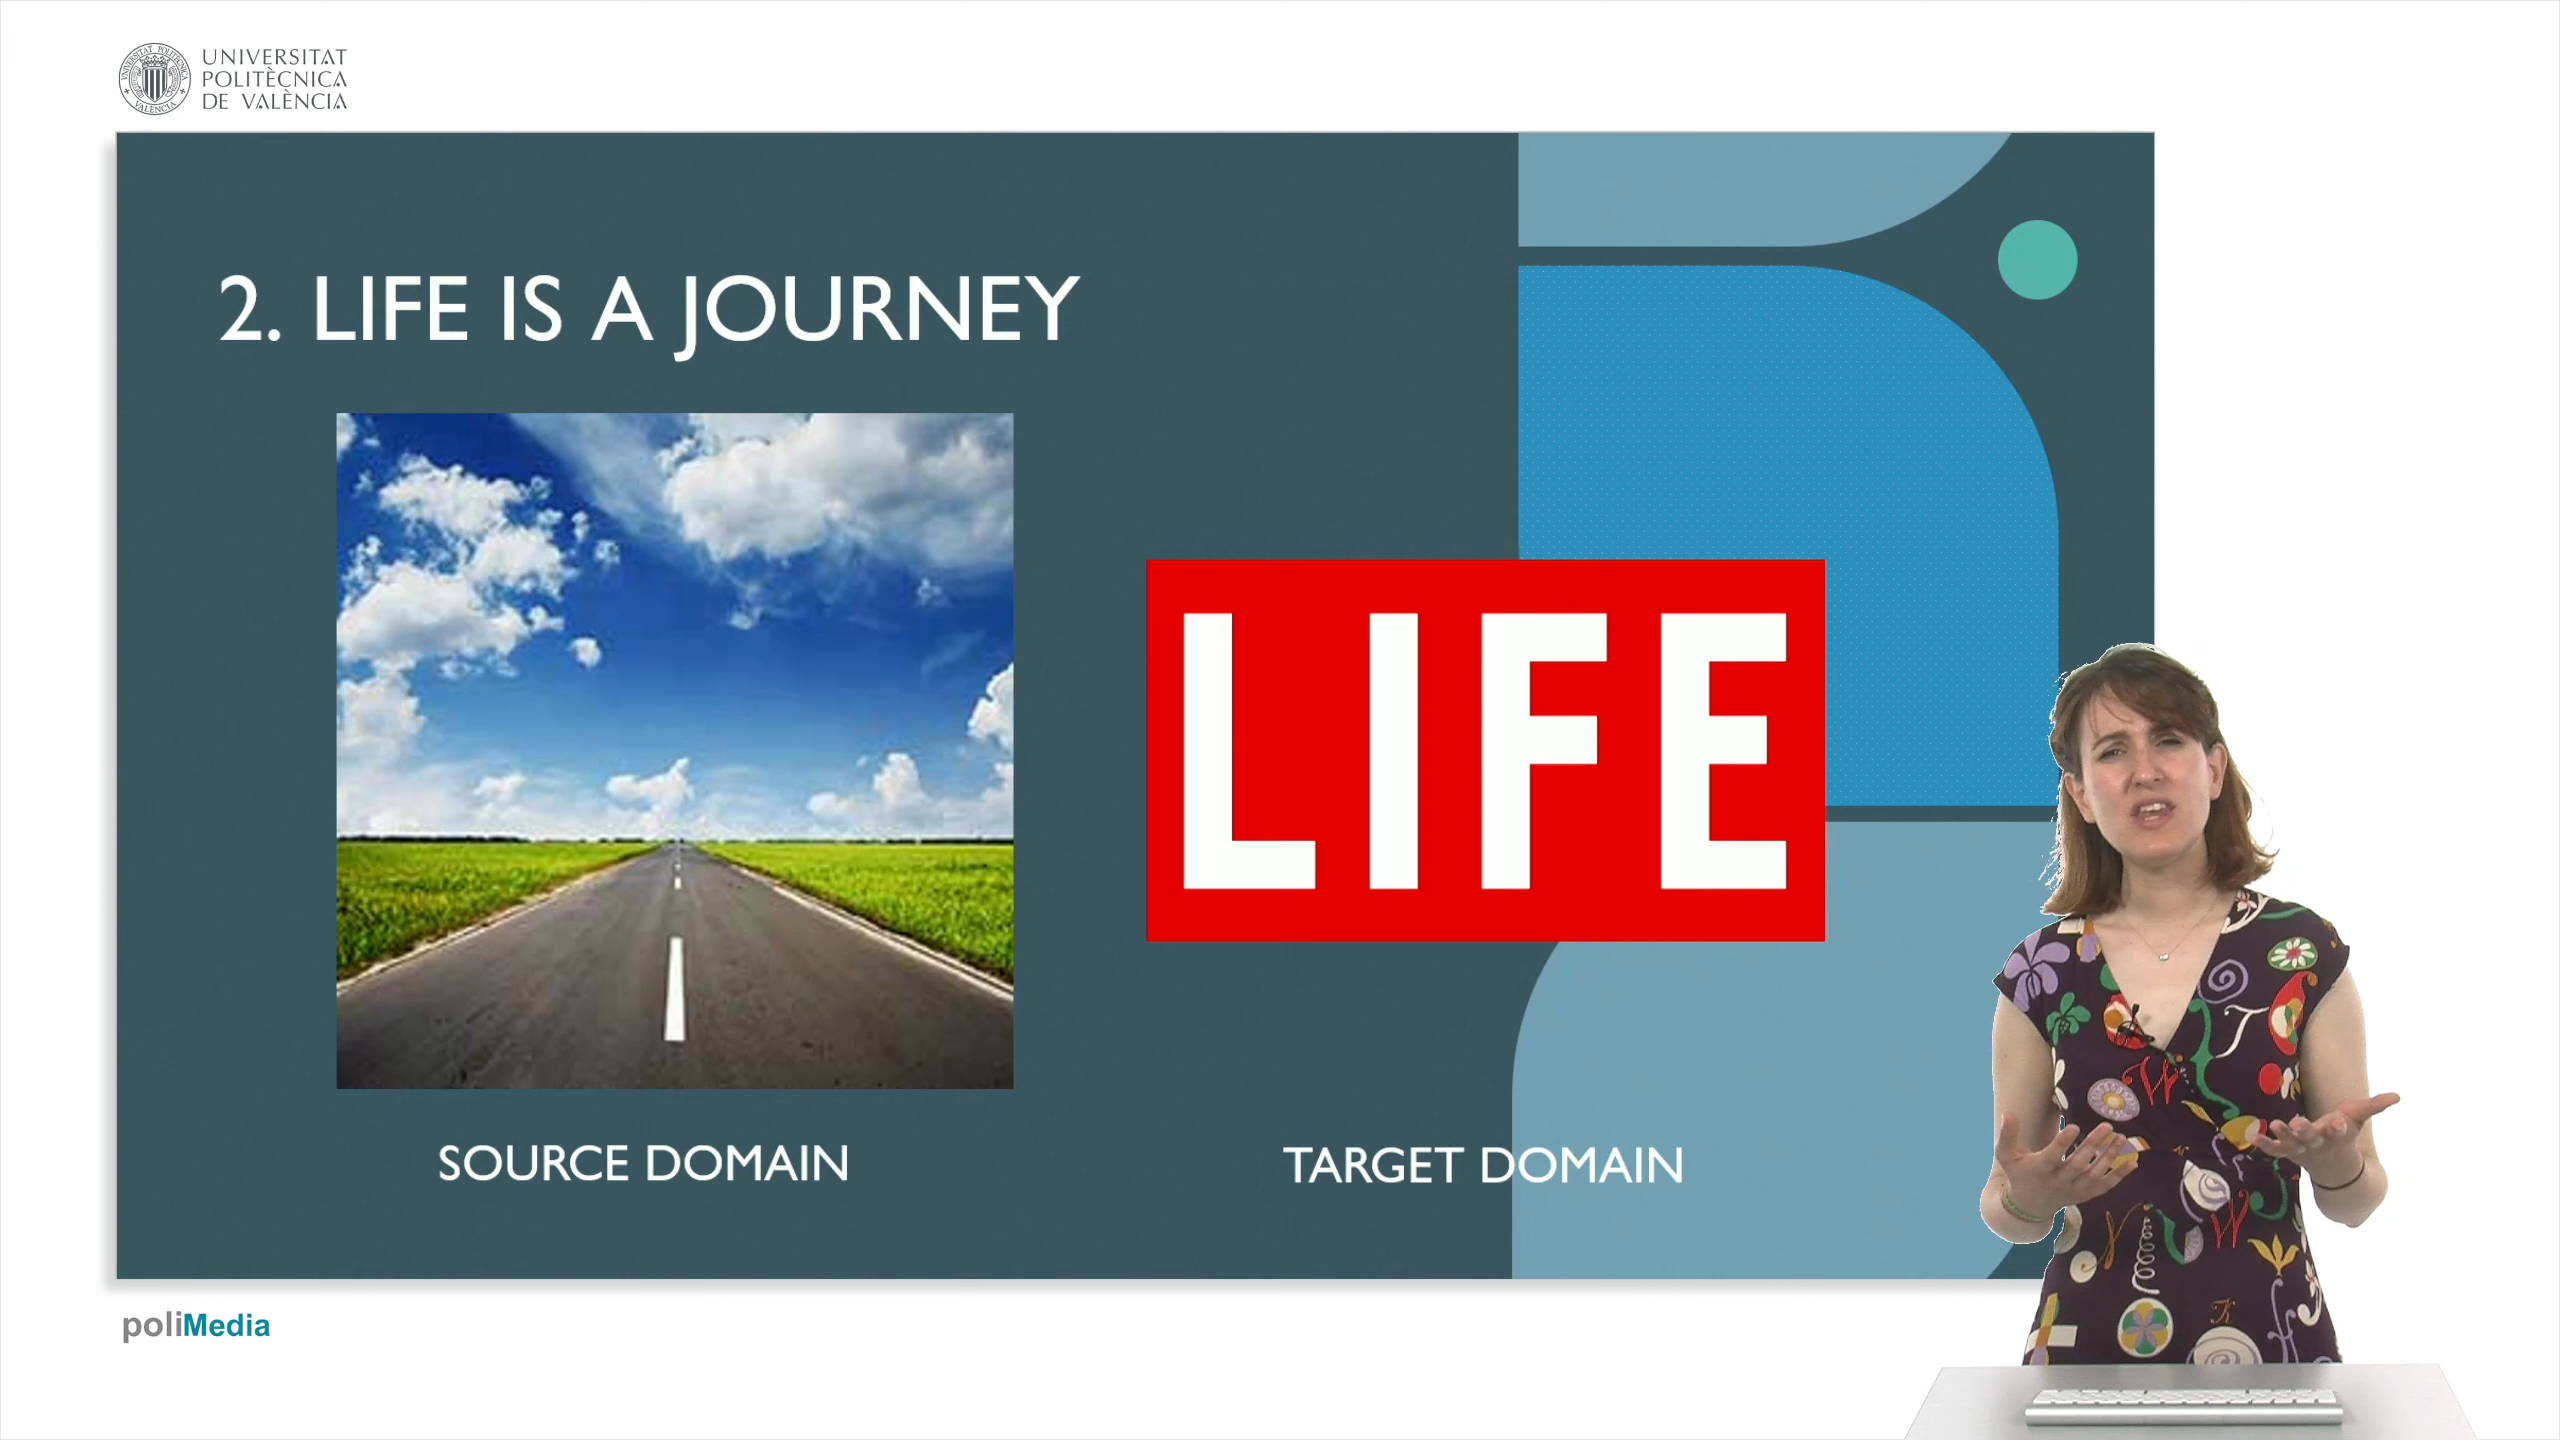 UNIVERSITAT
POLITÈCNICA
DE VALÈNCIA
2. LIFE IS A JOURNEY
LIFE
SOURCE DOMAIN
TARGET DOMAIN
poliMedia